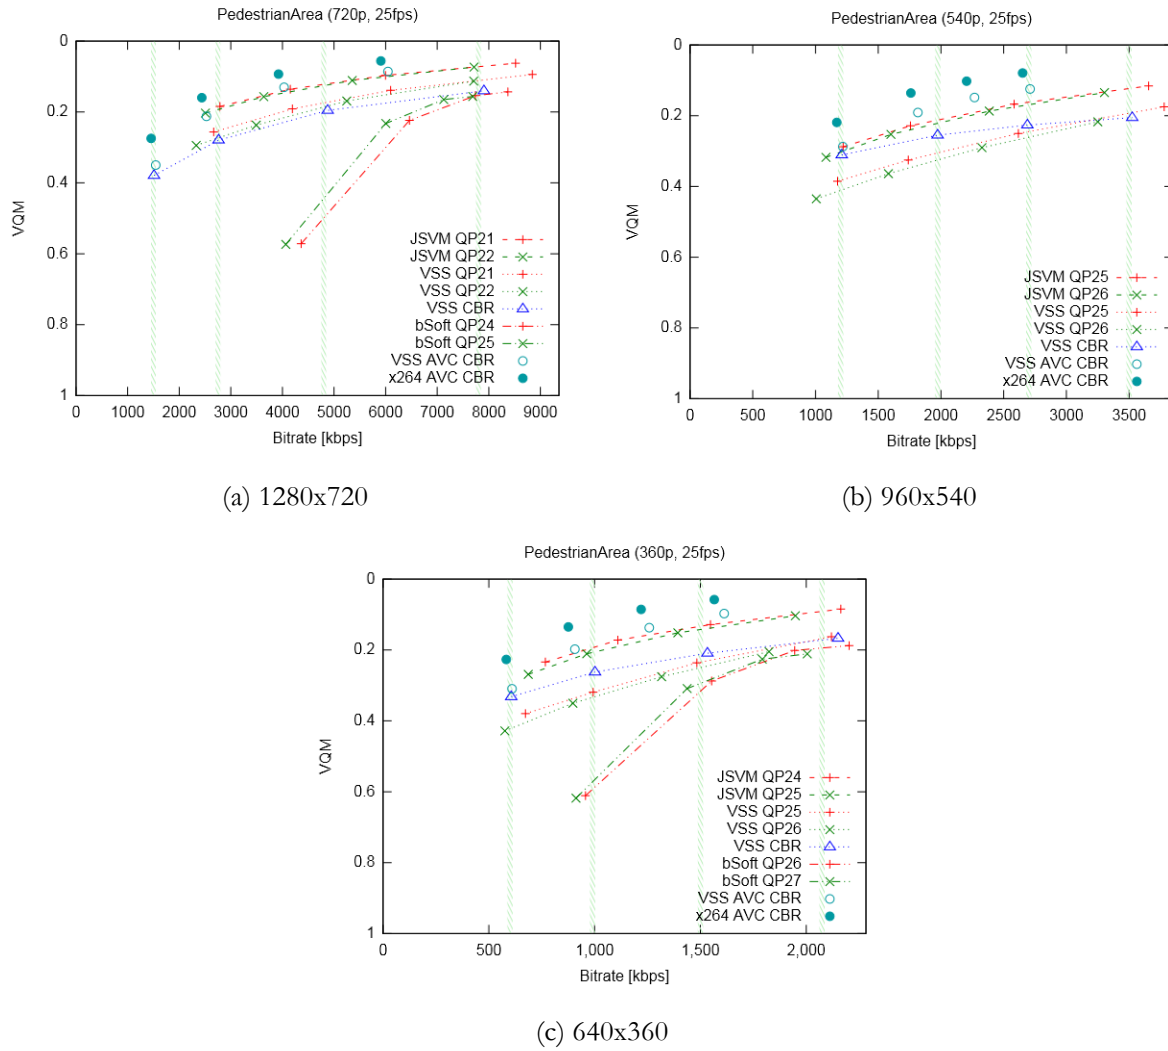 PedestrianArea (720p, 25fps)
0
0.2
0.4
0.6
0.8
1
VQM
JSVM QP21
JSVM QP22
VSS QP21
VSS QP22
VSS CBR
bSoft QP24
bSoft QP25
VSS AVC CBR
x264 AVC CBR
0 1000 2000 3000 4000 5000 6000 7000 8000 9000
Bitrate [kbps]
(a) 1280x720
PedestrianArea (540p, 25fps)
0
0.2
0.4
0.6
0.8
1
VQM
JSVM QP25
JSVM QP26
VSS QP25
VSS QP26
VSS CBR
VSS AVC CBR
x264 AVC CBR
0 500 1000 1500 2000 2500 3000 3500
Bitrate [kbps]
(b) 960x540
PedestrianArea (360p, 25fps)
0
0.2
0.4
0.6
0.8
1
VQM
JSVM QP24
JSVM QP25
VSS QP25
VSS QP26
VSS CBR
bSoft QP26
bSoft QP27
VSS AVC CBR
x264 AVC CBR
0 500 1,000 1,500 2,000
Bitrate [kbps]
(c) 640x360